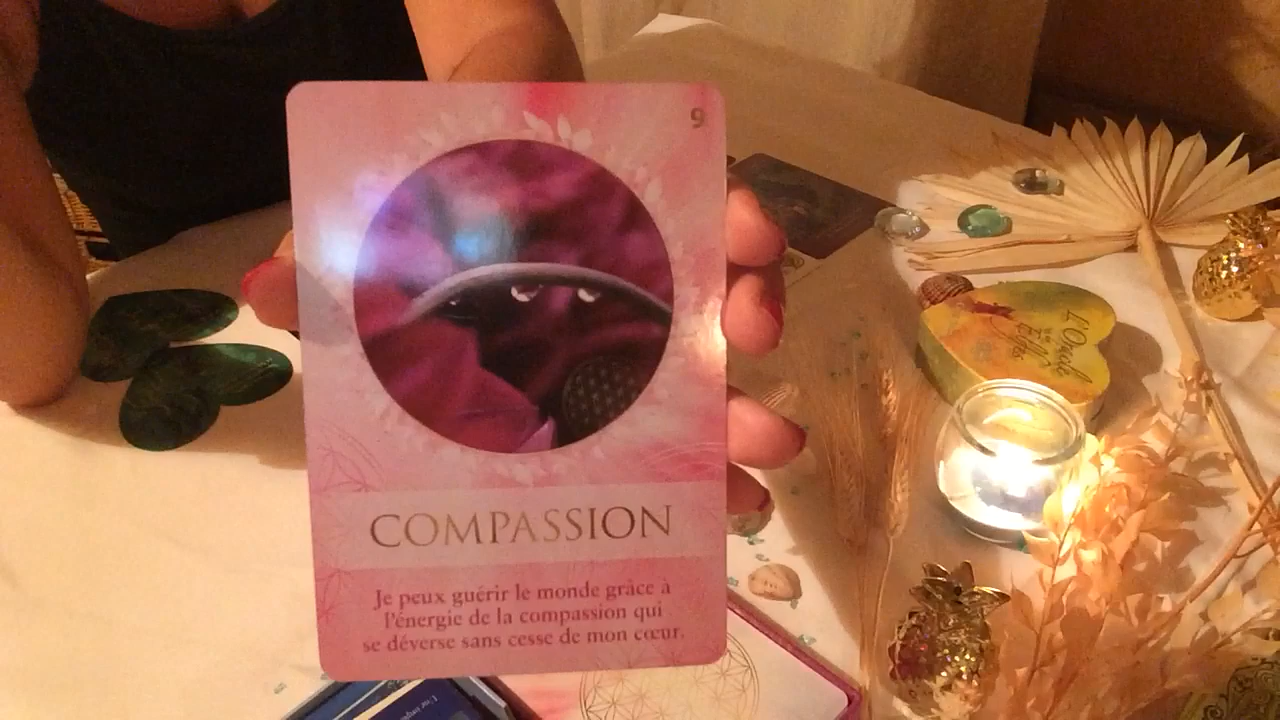 9
COMPASSION
Je peux guérir le monde grâce à
l'énergie de la compassion qui
se déverse sans cesse de mon cœur.
L'Oracle